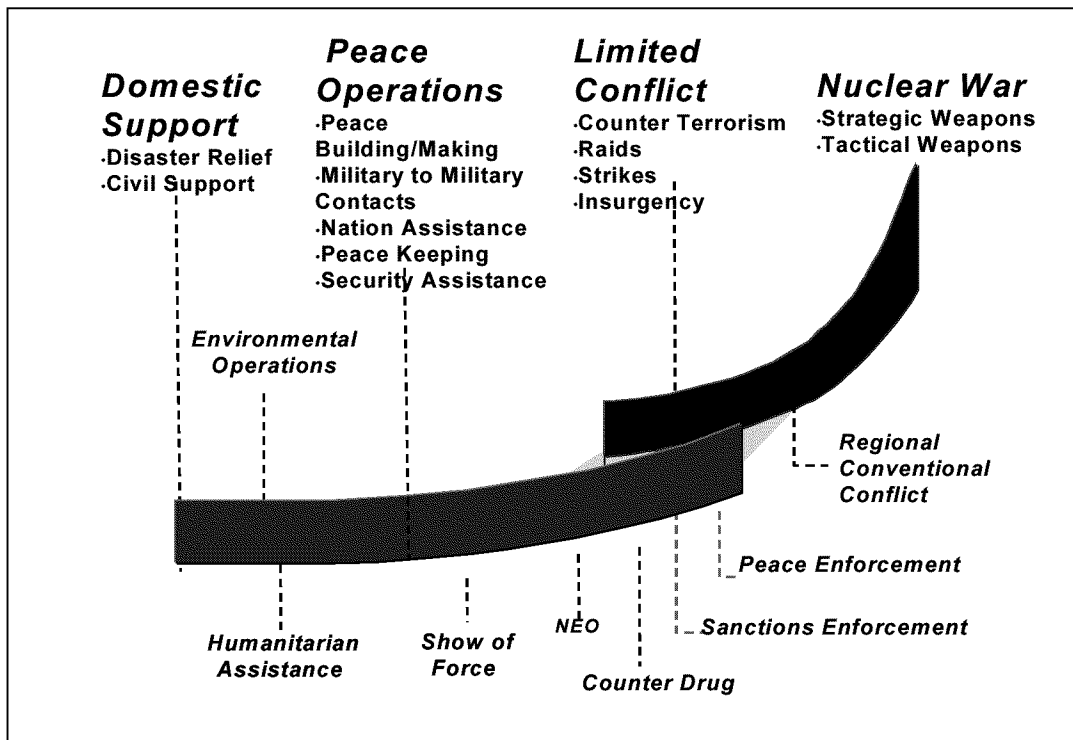 Domestic
Support
·Disaster Relief
·Civil Support
Peace
Operations
·Peace
Building/Making
·Military to Military
Contacts
·Nation Assistance
·Peace Keeping
·Security Assistance
Limited
Conflict
·Counter Terrorism
·Raids
·Strikes
·Insurgency
Nuclear War
·Strategic Weapons
·Tactical Weapons
Environmental
Operations
Regional
Conventional
Conflict
Peace Enforcement
Sanctions Enforcement
Humanitarian
Assistance
Show of
Force
NEO
Counter Drug